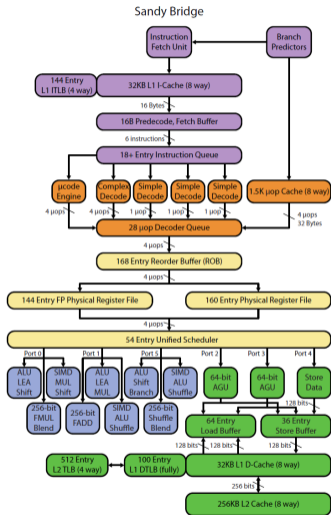 Sandy Bridge
Instruction
Fetch Unit
Branch
Predictors
144 Entry
L1 ITLB (4 way)
32KB L1 I-Cache (8 way)
16 Bytes
16B Predecode, Fetch Buffer
6 instructions
18+ Entry Instruction Queue
µcode
Engine
Complex
Decode
Simple
Decode
Simple
Decode
Simple
Decode
1.5K µop Cache (8 way)
4 µops
4 µops
1 µop
1 µop
1 µop
4 µops
32 Bytes
28 µop Decoder Queue
4 µops
168 Entry Reorder Buffer (ROB)
4 µops
144 Entry FP Physical Register File
160 Entry Physical Register File
4 µops
54 Entry Unified Scheduler
Port 0
Port 1
Port 5
Port 2
Port 3
Port 4
ALU
LEA
Shift
SIMD
MUL
Shift
ALU
LEA
MUL
SIMD
ALU
Shuffle
ALU
Shift
Branch
SIMD
ALU
Shuffle
64-bit
AGU
64-bit
AGU
Store
Data
256-bit
FMUL
Blend
256-bit
FADD
256-bit
Shuffle
Blend
128 bits
64 Entry
Load Buffer
36 Entry
Store Buffer
128 bits
128 bits
128 bits
512 Entry
L2 TLB (4 way)
100 Entry
L1 DTLB (fully)
32KB L1 D-Cache (8 way)
256 bits
256KB L2 Cache (8 way)